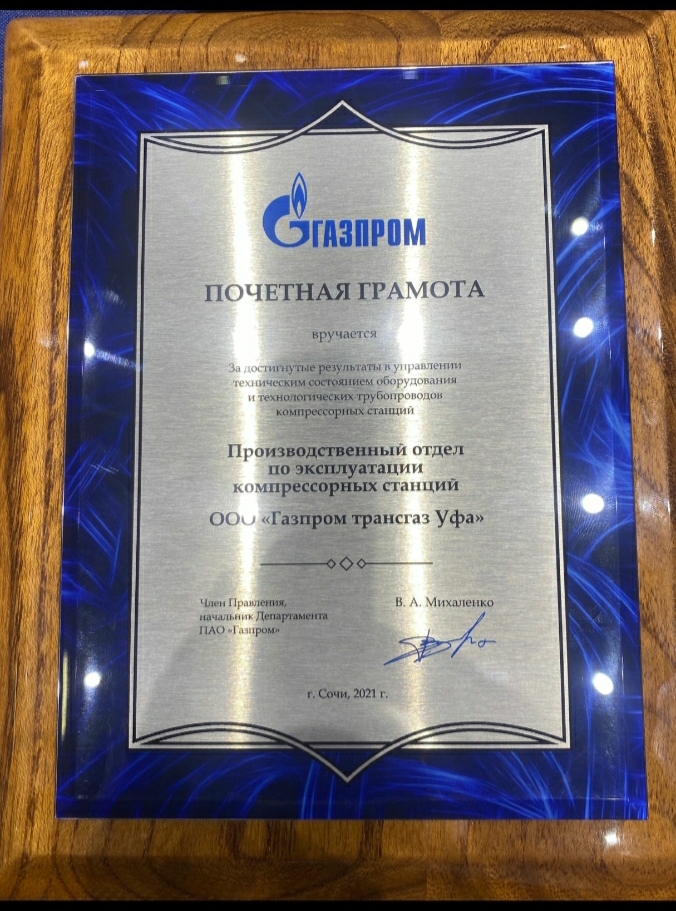 ГАЗПРОМ
ПОЧЕТНАЯ ГРАМОТА
вручается
За достигнутые результаты в управлении
техническим состоянием оборудования
и технологических трубопроводов
компрессорных станций
Производственный отдел
по эксплуатации
компрессорных станций
ООО «Газпром трансгаз Уфа»
Член Правления,
начальник Департамента
ПАО «Газпром»
В. А. Михаленко
г. Сочи, 2021 г.